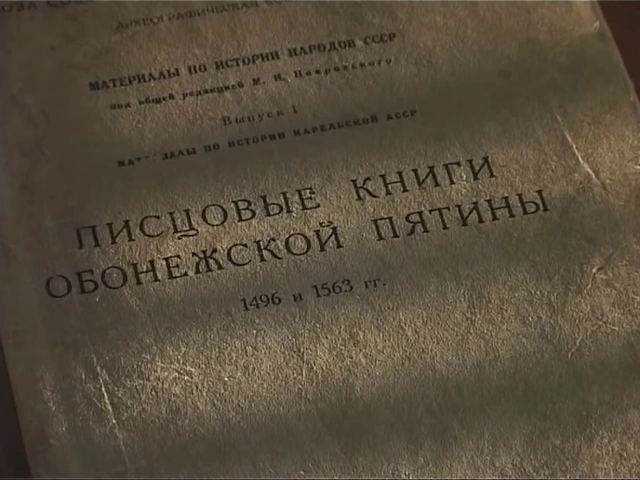 АРХЕОГРАФИЧЕСКАЯ
МАТЕРИАЛЫ ПО ИСТОРИИ НАРОДОВ СССР
под общей редакцией М. Н. Покровского
Выпуск 1
ПО ИСТОРИИ КАРЕЛЬСКОЙ АССР
ПИСЦОВЫЕ КНИГИ
ОБОНЕЖСКОЙ ПЯТИНЫ
1496 и 1563 гг.